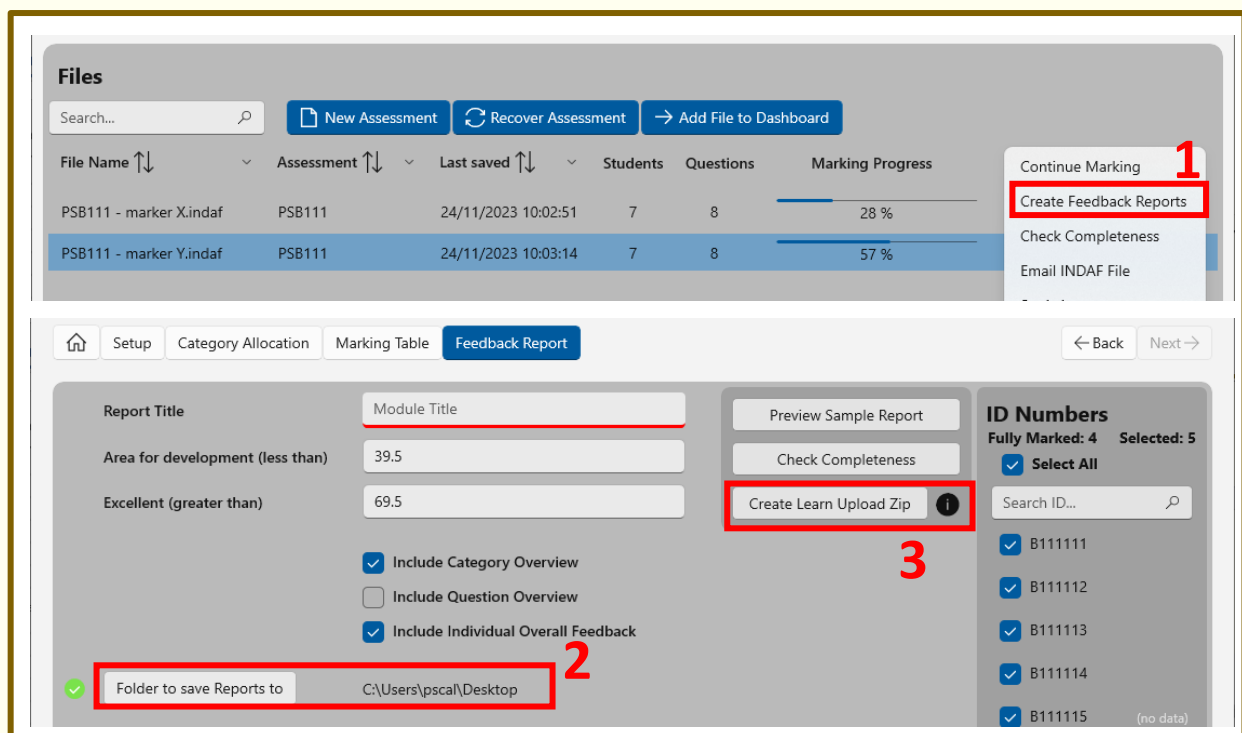 Files
Search... New Assessment Recover Assessment Add File to Dashboard
File Name Assessment Last saved Students Questions Marking Progress
PSB111 - marker X.indaf PSB111 24/11/2023 10:02:51 7 8 28 %
PSB111 - marker Y.indaf PSB111 24/11/2023 10:03:14 7 8 57 %
Continue Marking 1
Create Feedback Reports
Check Completeness
Email INDAF File
Setup Category Allocation Marking Table Feedback Report Back Next
Report Title Module Title
Area for development (less than) 39.5
Excellent (greater than) 69.5
Include Category Overview
Include Question Overview
Include Individual Overall Feedback
2
Folder to save Reports to C:\Users\pscal\Desktop
Preview Sample Report
Check Completeness
Create Learn Upload Zip i
3
ID Numbers
Fully Marked: 4 Selected: 5
Select All
Search ID...
B111111
B111112
B111113
B111114
B111115 (no data)